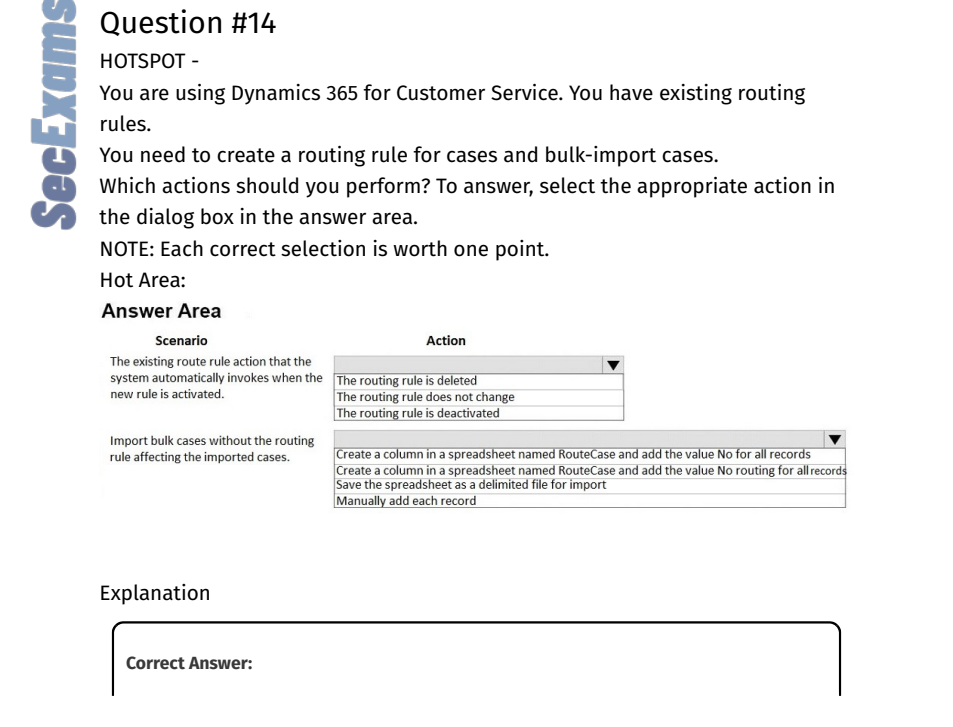 SecExams
Question #14
HOTSPOT -
You are using Dynamics 365 for Customer Service. You have existing routing
rules.
You need to create a routing rule for cases and bulk-import cases.
Which actions should you perform? To answer, select the appropriate action in
the dialog box in the answer area.
NOTE: Each correct selection is worth one point.
Hot Area:
Answer Area
Scenario Action
The existing route rule action that the
system automatically invokes when the
new rule is activated.
The routing rule is deleted
The routing rule does not change
The routing rule is deactivated
Import bulk cases without the routing
rule affecting the imported cases.
Create a column in a spreadsheet named RouteCase and add the value No for all records
Create a column in a spreadsheet named RouteCase and add the value No routing for all records
Save the spreadsheet as a delimited file for import
Manually add each record
Explanation
Correct Answer: